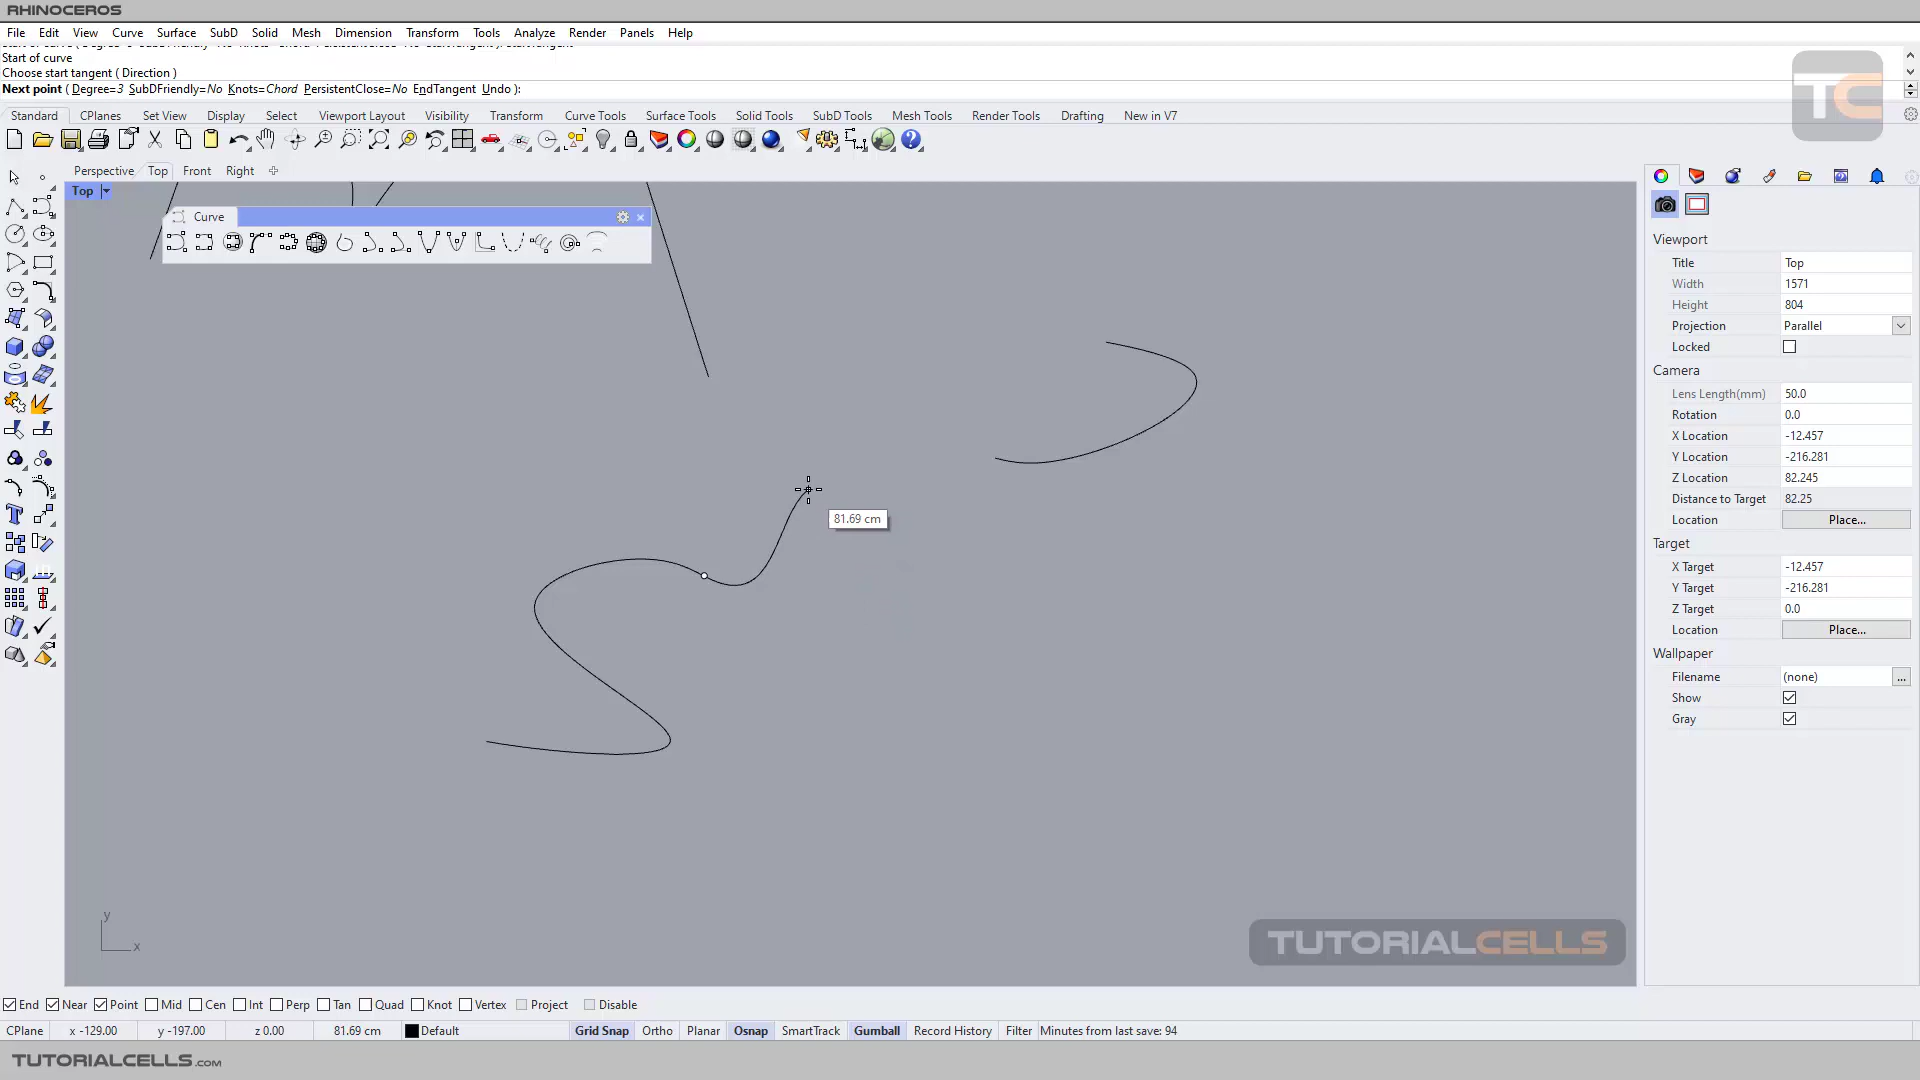 RHINOCEROS
File Edit View Curve Surface SubD Solid Mesh Dimension Transform Tools Analyze Render Panels Help
Start of curve
Choose start tangent ( Direction )
Next point ( Degree=3 SubDFriendly=No Knots=Chord PersistentClose=No EndTangent Undo ):
TC
Standard CPlanes Set View Display Select Viewport Layout Visibility Transform Curve Tools Surface Tools Solid Tools SubD Tools Mesh Tools Render Tools Drafting New in V7
Perspective Top Front Right
Top
Curve
81.69 cm
y
x
Viewport
Title Top
Width 1571
Height 804
Projection Parallel
Locked
Camera
Lens Length(mm) 50.0
Rotation 0.0
X Location -12.457
Y Location -216.281
Z Location 82.245
Distance to Target 82.25
Location Place...
Target
X Target -12.457
Y Target -216.281
Z Target 0.0
Location Place...
Wallpaper
Filename (none) ...
Show
Gray
TUTORIALCELLS
End Near Point Mid Cen Int Perp Tan Quad Knot Vertex Project Disable
CPlane x -129.00 y -197.00 z 0.00 81.69 cm Default Grid Snap Ortho Planar Osnap SmartTrack Gumball Record History Filter Minutes from last save: 94
TUTORIALCELLS.COM